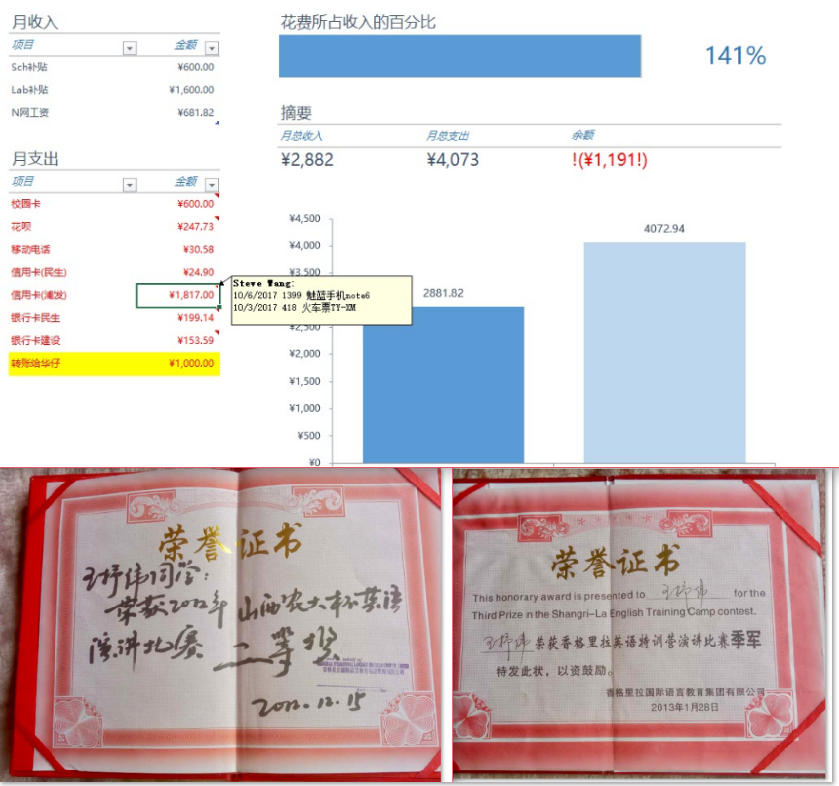 月收入
项目 金额
Sch补贴 ¥600.00
Lab补贴 ¥1,600.00
N网工资 ¥681.82
月支出
项目 金额
校园卡 ¥600.00
花呗 ¥247.73
移动电话 ¥30.58
信用卡(民生) ¥24.90
信用卡(浦发) ¥1,817.00
银行卡民生 ¥199.14
银行卡建设 ¥153.59
转账给华仔 ¥1,000.00
Steve Wang:
10/6/2017 1399 魅蓝手机note6
10/3/2017 418 火车票TY-XM
花费所占收入的百分比
141%
摘要
月总收入 月总支出 余额
¥2,882 ¥4,073 !(¥1,191!)
¥4,500
¥4,000
¥3,500
¥2,500
¥2,000
¥1,500
¥1,000
¥500
¥0
2881.82
4072.94
荣誉证书
同学:
荣获2012年山西农大杯英语
演讲比赛 二等奖
2012.12.15
荣誉证书
This honorary award is presented to for the
Third Prize in the Shangri-La English Training Camp contest.
荣获香格里拉英语特训营演讲比赛季军
特发此状，以资鼓励。
香格里拉国际语言教育集团有限公司
2013年1月28日